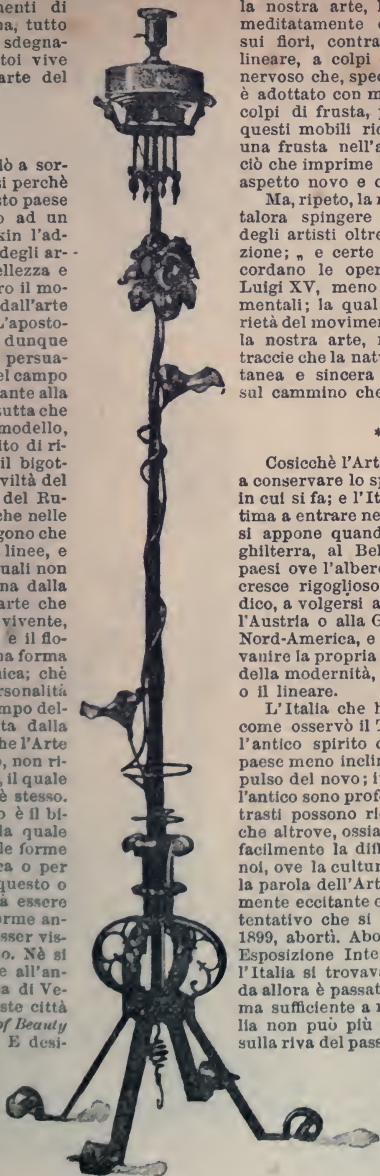 menti di
na, tutto
sdegna-
toi vive
arte del
iò a sor-
si perchè
sto paese
o ad un
kin l'ad-
degli ar-
ellezza e
ro il mo-
dall'arte
L'aposto-
dunque
persua-
el campo
ante alla
tutta che
modello,
ito di ri-
il bigot-
viltà del
del Ru-
che nelle
gono che
linee, e
uali non
na dalla
arte che
vivente,
e il flo-
na forma
nica; chè
rsonalità
mpo del-
ta dalla
he l'Arte
o, non ri-
, il quale
è stesso.
o è il bi-
la quale
le forme
ca o per
questo o
à essere
orme an-
sser vis-
o. Nè si
e all'an-
a di Ve-
ste città
of Beauty
E desi-
la nostra arte,
meditatamente
sui fiori, contra
lineare, a colpi
nervoso che, spec
è adottato con m
colpi di frusta,
questi mobili ric
una frusta nell'a
ciò che imprime
aspetto novo e c
Ma, ripeto, la
talora spingere
degli artisti oltre
zione; „ e certe
cordano le oper
Luigi XV, meno
mentali; la qual
rietà del movimen
la nostra arte,
traccie che la nat
tanea e sincera
sul cammino che
*
Cosicchè l'Art
a conservare lo s
in cui si fa; e l'It
tima a entrare ne
si appone quand
ghilterra, al Bel
paesi ove l'alber
cresce rigoglioso
dico, a volgersi a
l'Austria o alla G
Nord-America, e
vanire la propria
della modernità,
o il lineare.
L'Italia che h
come osservò il T
l'antico spirito c
paese meno inclin
pulso del novo; i
l'antico sono prof
trasti possono ri
che altrove, ossia
facilmente la diff
noi, ove la cultur
la parola dell'Art
mente eccitante c
tentativo che si
1899, abortì. Abo
Esposizione Inte
l'Italia si trovav
da allora è passat
ma sufficiente a
lia non può più
sulla riva del pass